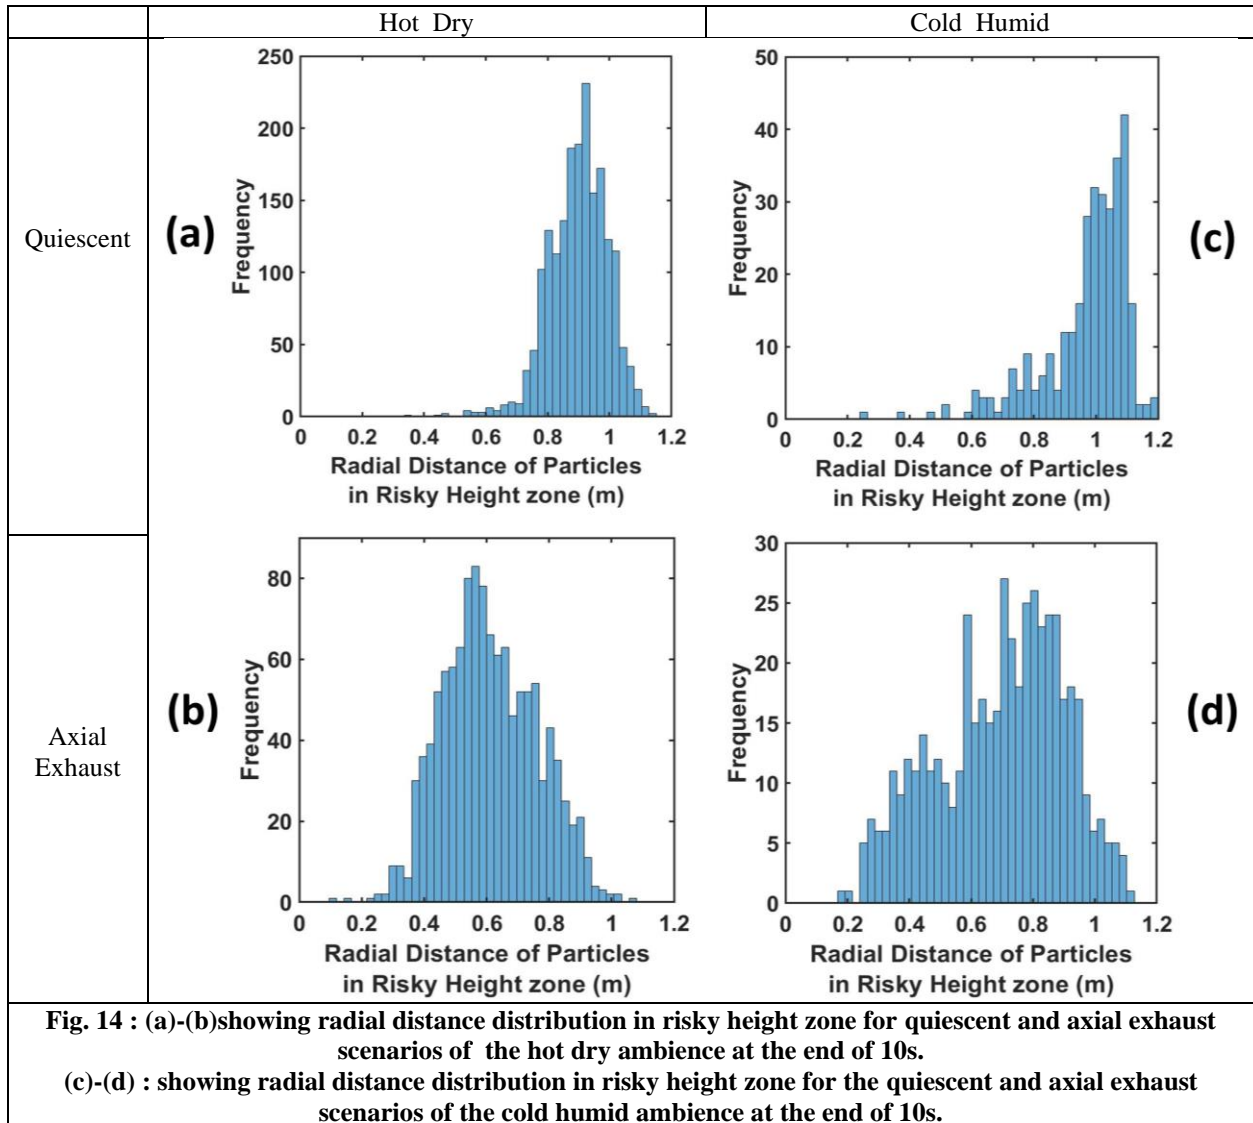 Hot Dry
Cold Humid
Quiescent
(a)
250
200
150
100
50
0
Frequency
0 0.2 0.4 0.6 0.8 1 1.2
Radial Distance of Particles
in Risky Height zone (m)
50
40
30
20
10
0
Frequency
0 0.2 0.4 0.6 0.8 1 1.2
Radial Distance of Particles
in Risky Height zone (m)
(c)
Axial
Exhaust
(b)
80
60
40
20
0
Frequency
0 0.2 0.4 0.6 0.8 1 1.2
Radial Distance of Particles
in Risky Height zone (m)
30
25
20
15
10
5
0
Frequency
0 0.2 0.4 0.6 0.8 1 1.2
Radial Distance of Particles
in Risky Height zone (m)
(d)
Fig. 14 : (a)-(b)showing radial distance distribution in risky height zone for quiescent and axial exhaust
scenarios of the hot dry ambience at the end of 10s.
(c)-(d) : showing radial distance distribution in risky height zone for the quiescent and axial exhaust
scenarios of the cold humid ambience at the end of 10s.